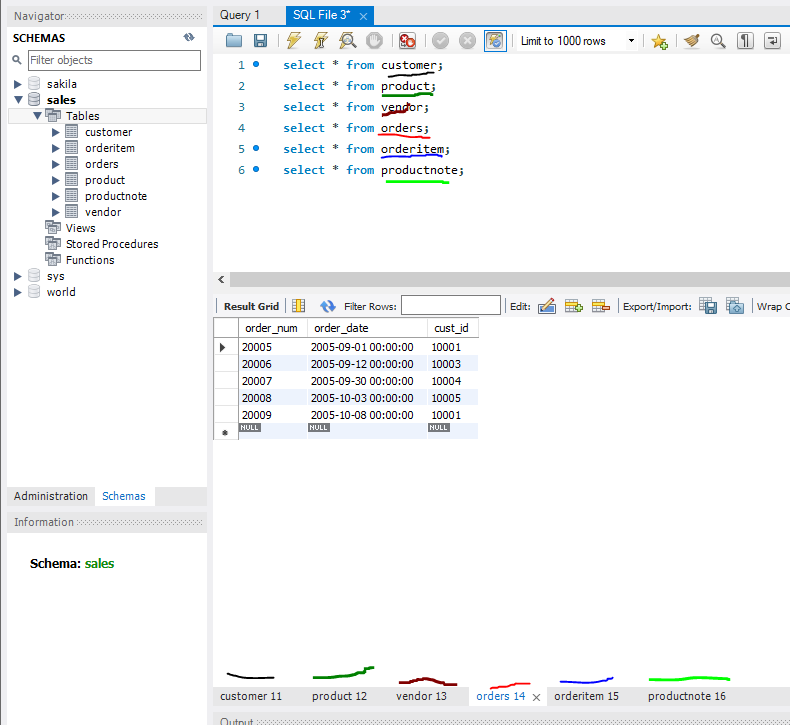 Navigator
Query 1
SQL File 3*
SCHEMAS
Filter objects
sakila
sales
Tables
customer
orderitem
orders
product
productnote
vendor
Views
Stored Procedures
Functions
sys
world
Limit to 1000 rows
1 select * from customer;
2 select * from product;
3 select * from vendor;
4 select * from orders;
5 select * from orderitem;
6 select * from productnote;
Result Grid Filter Rows: Edit: Export/Import: Wrap C
order_num order_date cust_id
20005 2005-09-01 00:00:00 10001
20006 2005-09-12 00:00:00 10003
20007 2005-09-30 00:00:00 10004
20008 2005-10-03 00:00:00 10005
20009 2005-10-08 00:00:00 10001
NULL NULL NULL
Administration Schemas
Information
Schema: sales
customer 11 product 12 vendor 13 orders 14 orderitem 15 productnote 16
Output